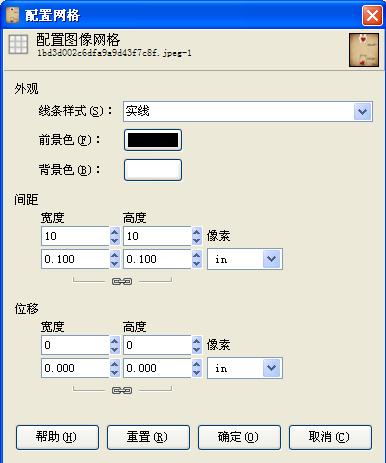 配置网格
配置图像网格
1bd3d002c6dfa9a9d43f7c8f.jpeg-1
外观
线条样式(S)： 实线
前景色(F)：
背景色(B)：
间距
宽度 高度
10 10 像素
0.100 0.100 in
位移
宽度 高度
0 0 像素
0.000 0.000 in
帮助(H) 重置(R) 确定(O) 取消(C)